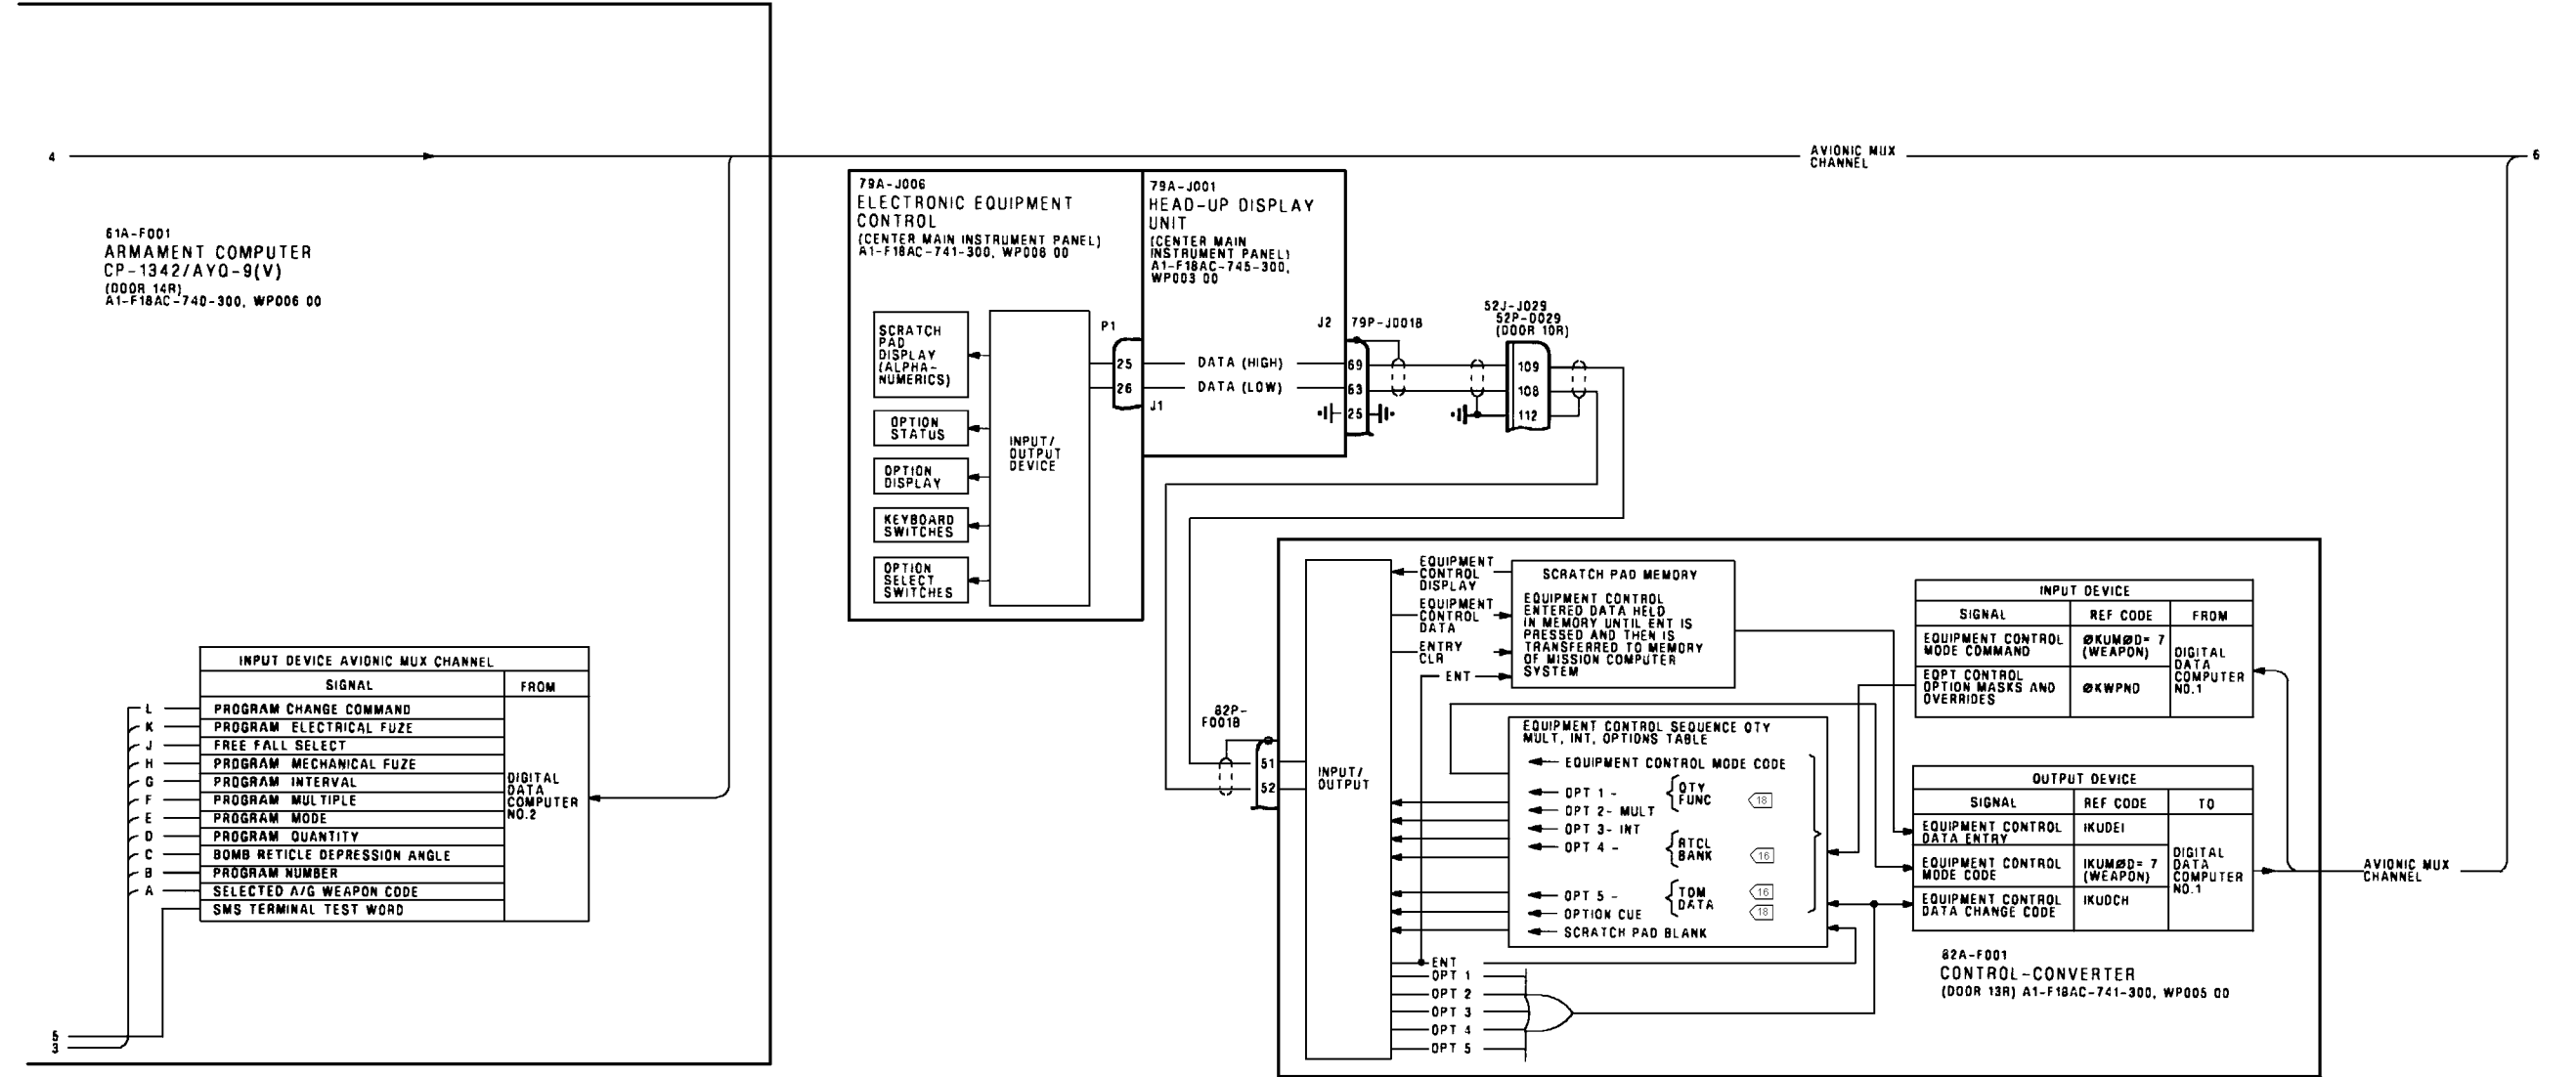 4
61A-F001
ARMAMENT COMPUTER
CP-1342/AYQ-9(V)
(DOOR 14R)
A1-F18AC-740-300, WP006 00
INPUT DEVICE AVIONIC MUX CHANNEL
SIGNAL FROM
L PROGRAM CHANGE COMMAND
K PROGRAM ELECTRICAL FUZE
J FREE FALL SELECT
H PROGRAM MECHANICAL FUZE
G PROGRAM INTERVAL
F PROGRAM MULTIPLE
E PROGRAM MODE
D PROGRAM QUANTITY
C BOMB RETICLE DEPRESSION ANGLE
B PROGRAM NUMBER
A SELECTED A/G WEAPON CODE
SMS TERMINAL TEST WORD
DIGITAL
DATA
COMPUTER
NO.2
5
3
79A-J006
ELECTRONIC EQUIPMENT
CONTROL
(CENTER MAIN INSTRUMENT PANEL)
A1-F18AC-741-300, WP008 00
SCRATCH
PAD
DISPLAY
(ALPHA-
NUMERICS)
OPTION
STATUS
OPTION
DISPLAY
KEYBOARD
SWITCHES
OPTION
SELECT
SWITCHES
INPUT/
OUTPUT
DEVICE
P1
25
26
J1
79A-J001
HEAD-UP DISPLAY
UNIT
(CENTER MAIN
INSTRUMENT PANEL)
A1-F18AC-745-300,
WP003 00
DATA (HIGH)
DATA (LOW)
J2 79P-J001B
69
63
25
52J-J029
52P-D029
(DOOR 10R)
109
108
112
AVIONIC MUX
CHANNEL
6
82P-
F001B
51
52
INPUT/
OUTPUT
EQUIPMENT
CONTROL
DISPLAY
EQUIPMENT
CONTROL
DATA
ENTRY
CLR
ENT
SCRATCH PAD MEMORY
EQUIPMENT CONTROL
ENTERED DATA HELD
IN MEMORY UNTIL ENT IS
PRESSED AND THEN IS
TRANSFERRED TO MEMORY
OF MISSION COMPUTER
SYSTEM
EQUIPMENT CONTROL SEQUENCE QTY
MULT, INT, OPTIONS TABLE
EQUIPMENT CONTROL MODE CODE
OPT 1 - QTY
FUNC 18
OPT 2- MULT
OPT 3- INT
OPT 4 - RTCL
BANK 16
OPT 5 - TDM 16
DATA 18
OPTION CUE
SCRATCH PAD BLANK
ENT
OPT 1
OPT 2
OPT 3
OPT 4
OPT 5
INPUT DEVICE
SIGNAL REF CODE FROM
EQUIPMENT CONTROL
MODE COMMAND
ØKUMØD= 7
(WEAPON)
EQPT CONTROL
OPTION MASKS AND
OVERRIDES
ØKWPND
DIGITAL
DATA
COMPUTER
NO.1
OUTPUT DEVICE
SIGNAL REF CODE TO
EQUIPMENT CONTROL
DATA ENTRY
IKUDEI
EQUIPMENT CONTROL
MODE CODE
IKUMØD= 7
(WEAPON)
EQUIPMENT CONTROL
DATA CHANGE CODE
IKUDCH
DIGITAL
DATA
COMPUTER
NO.1
AVIONIC MUX
CHANNEL
82A-F001
CONTROL-CONVERTER
(DOOR 13R) A1-F18AC-741-300, WP005 00